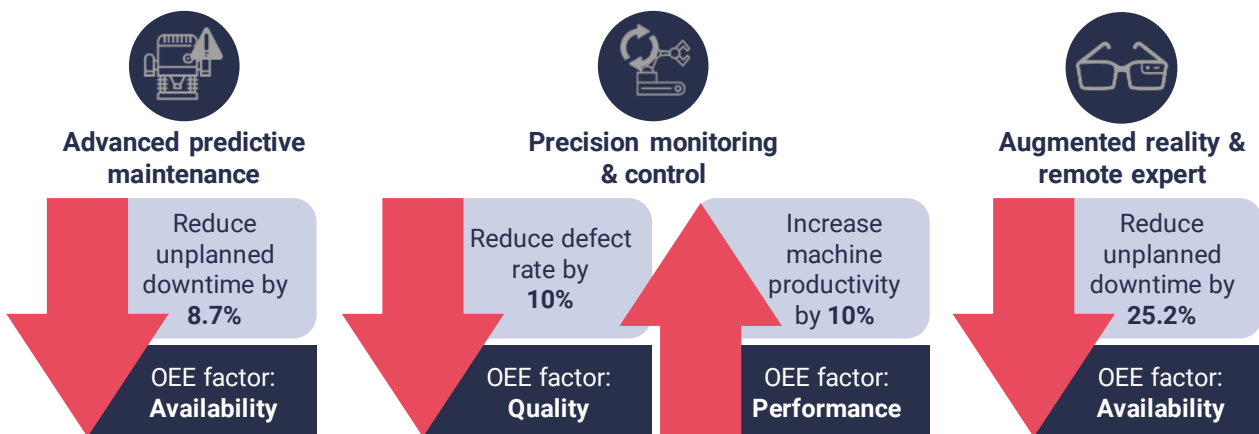 Advanced predictive
maintenance
Reduce
unplanned
downtime by
8.7%
OEE factor:
Availability
Precision monitoring
& control
Reduce defect
rate by
10%
OEE factor:
Quality
Increase
machine
productivity
by 10%
OEE factor:
Performance
Augmented reality &
remote expert
Reduce
unplanned
downtime by
25.2%
OEE factor:
Availability